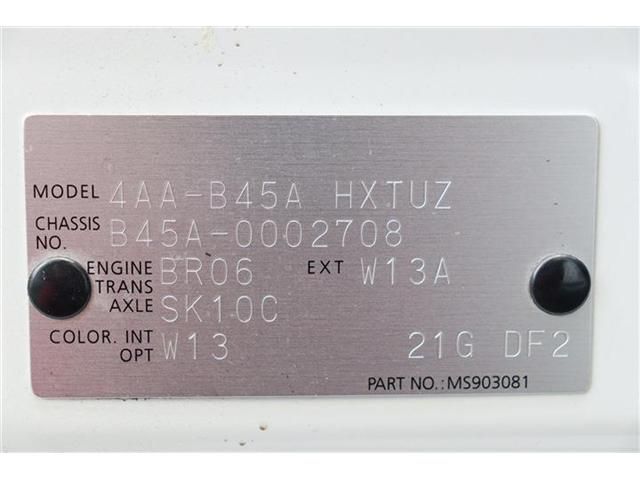 MODEL 4AA-B45A HXTUZ
CHASSIS NO. B45A-0002708
ENGINE BR06 EXT W13A
TRANS AXLE SK10C
COLOR. INT W13 21G DF2
OPT
PART NO.:MS903081